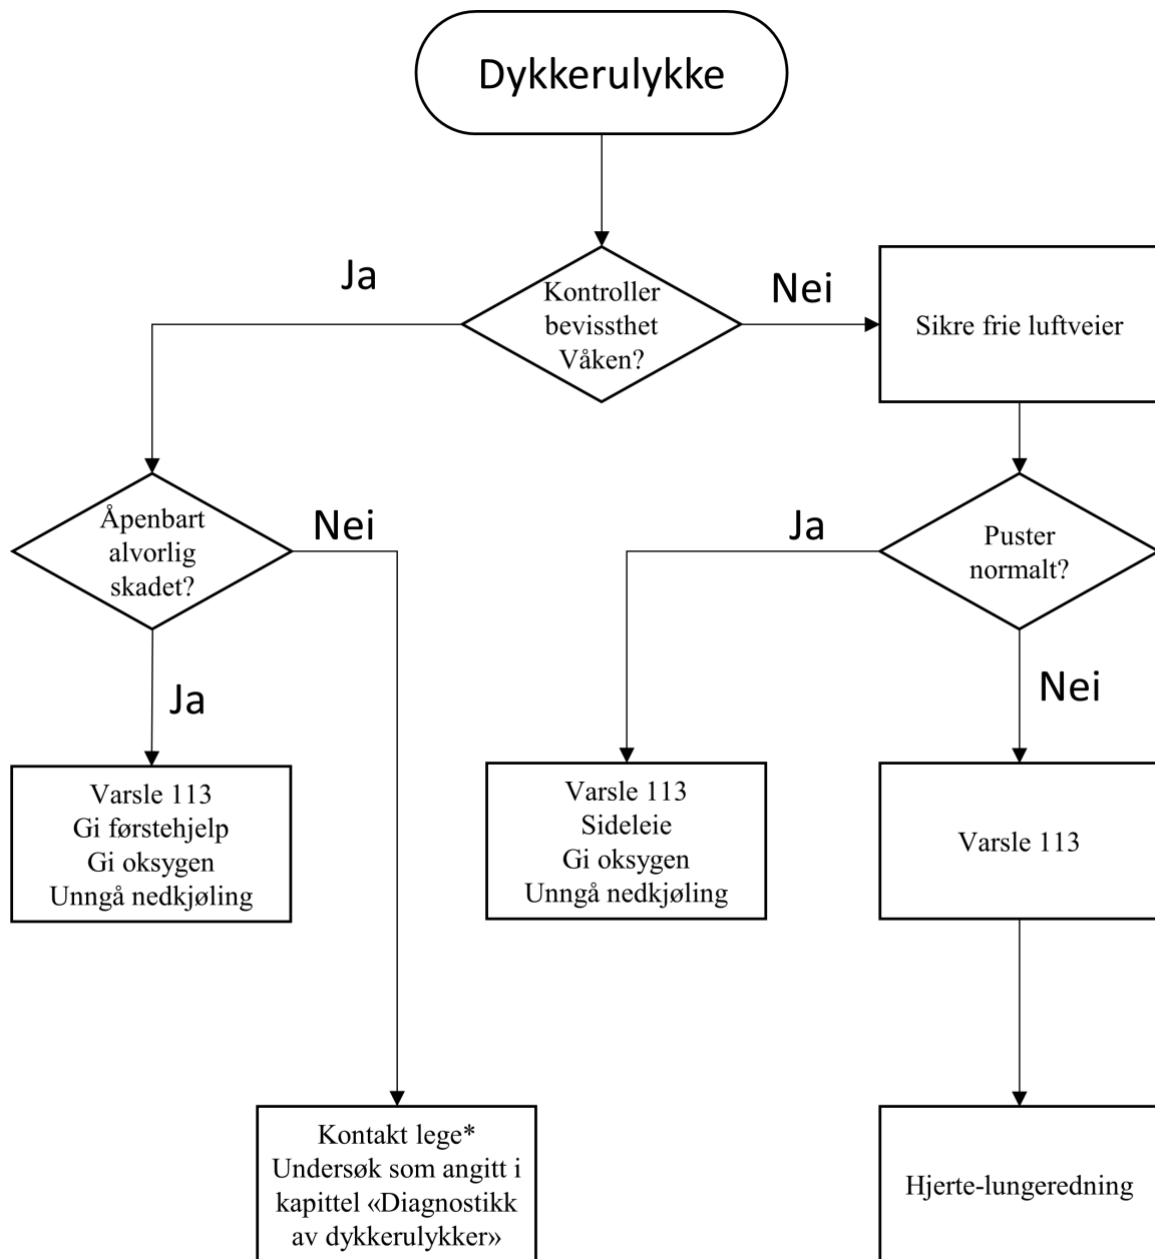 Dykkerulykke
Ja
Kontroller
bevissthet
Våken?
Nei
Sikre frie luftveier
Åpenbart
alvorlig
skadet?
Nei
Ja
Puster
normalt?
Ja
Nei
Varsle 113
Gi førstehjelp
Gi oksygen
Unngå nedkjøling
Varsle 113
Sideleie
Gi oksygen
Unngå nedkjøling
Varsle 113
Kontakt lege*
Undersøk som angitt i
kapittel «Diagnostikk
av dykkerulykker»
Hjerte-lungeredning